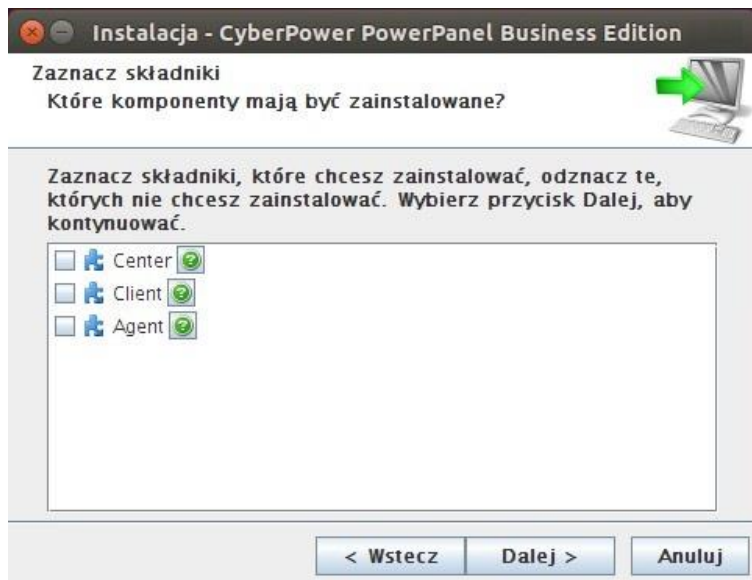 Instalacja - CyberPower PowerPanel Business Edition
Zaznacz składniki
Które komponenty mają być zainstalowane?
Zaznacz składniki, które chcesz zainstalować, odznacz te,
których nie chcesz zainstalować. Wybierz przycisk Dalej, aby
kontynuować.
Center
Client
Agent
< Wstecz Dalej > Anuluj